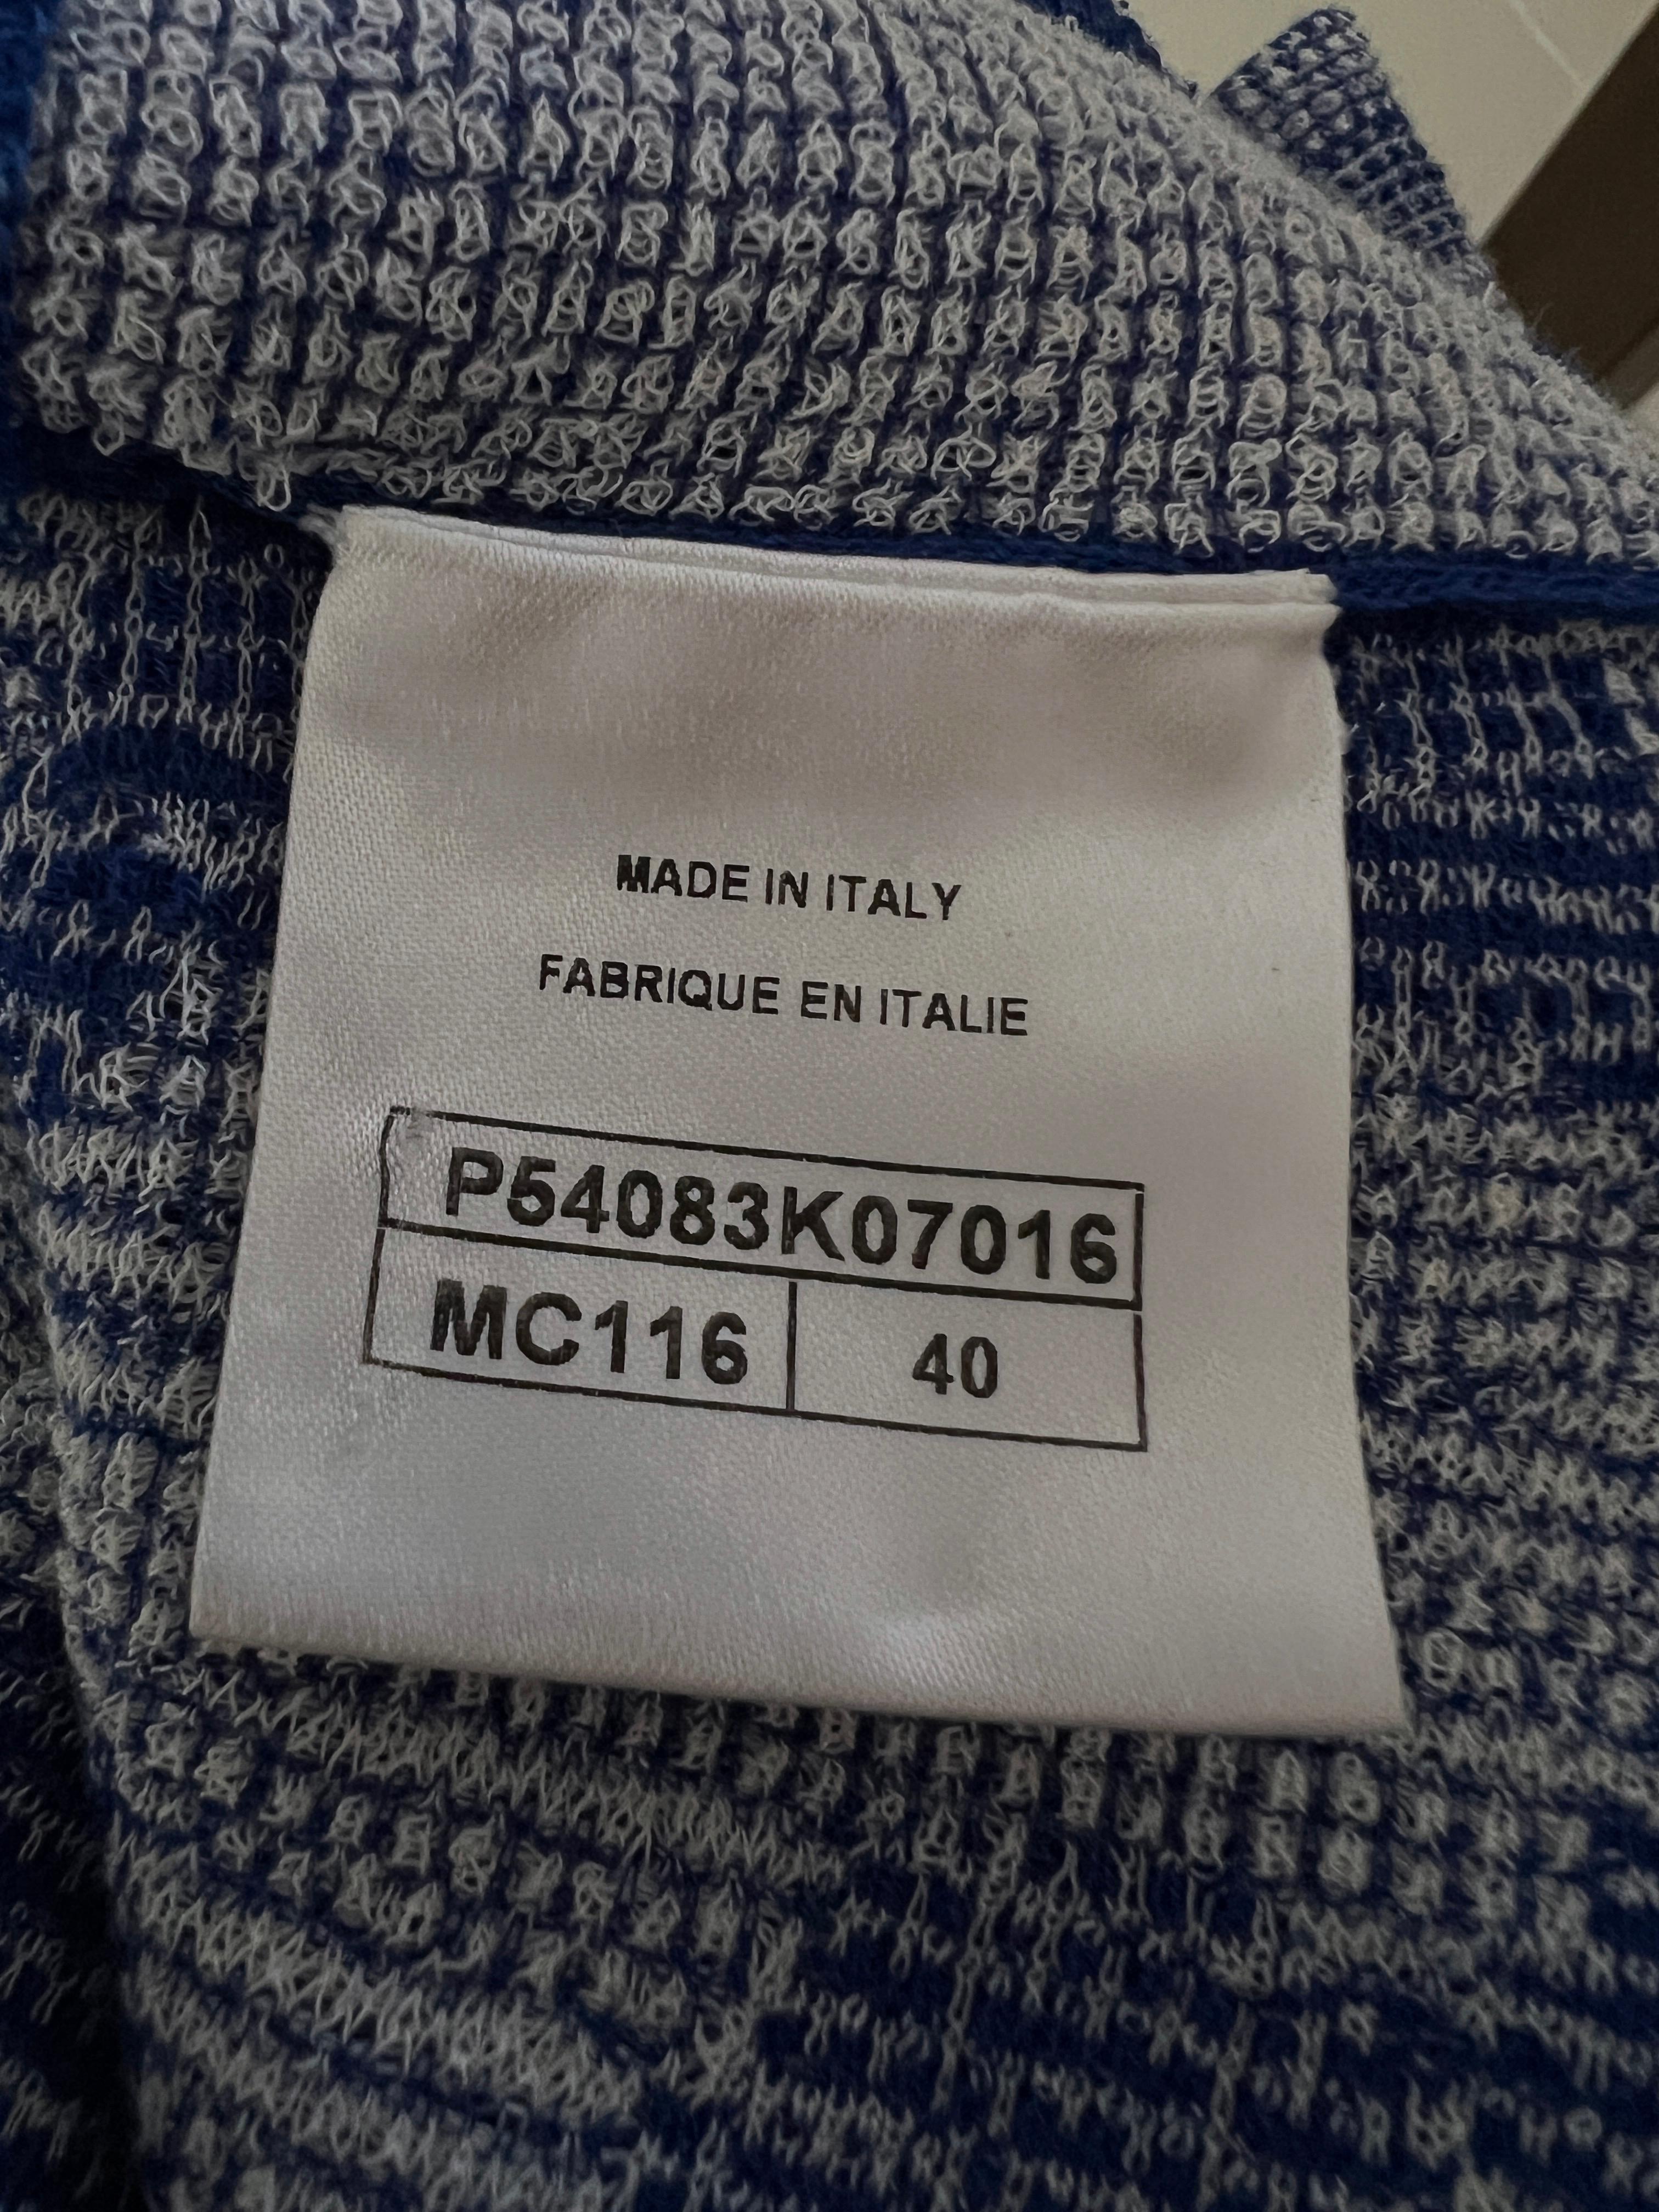 MADE IN ITALY
FABRIQUE EN ITALIE
P54083K07016
MC116 40